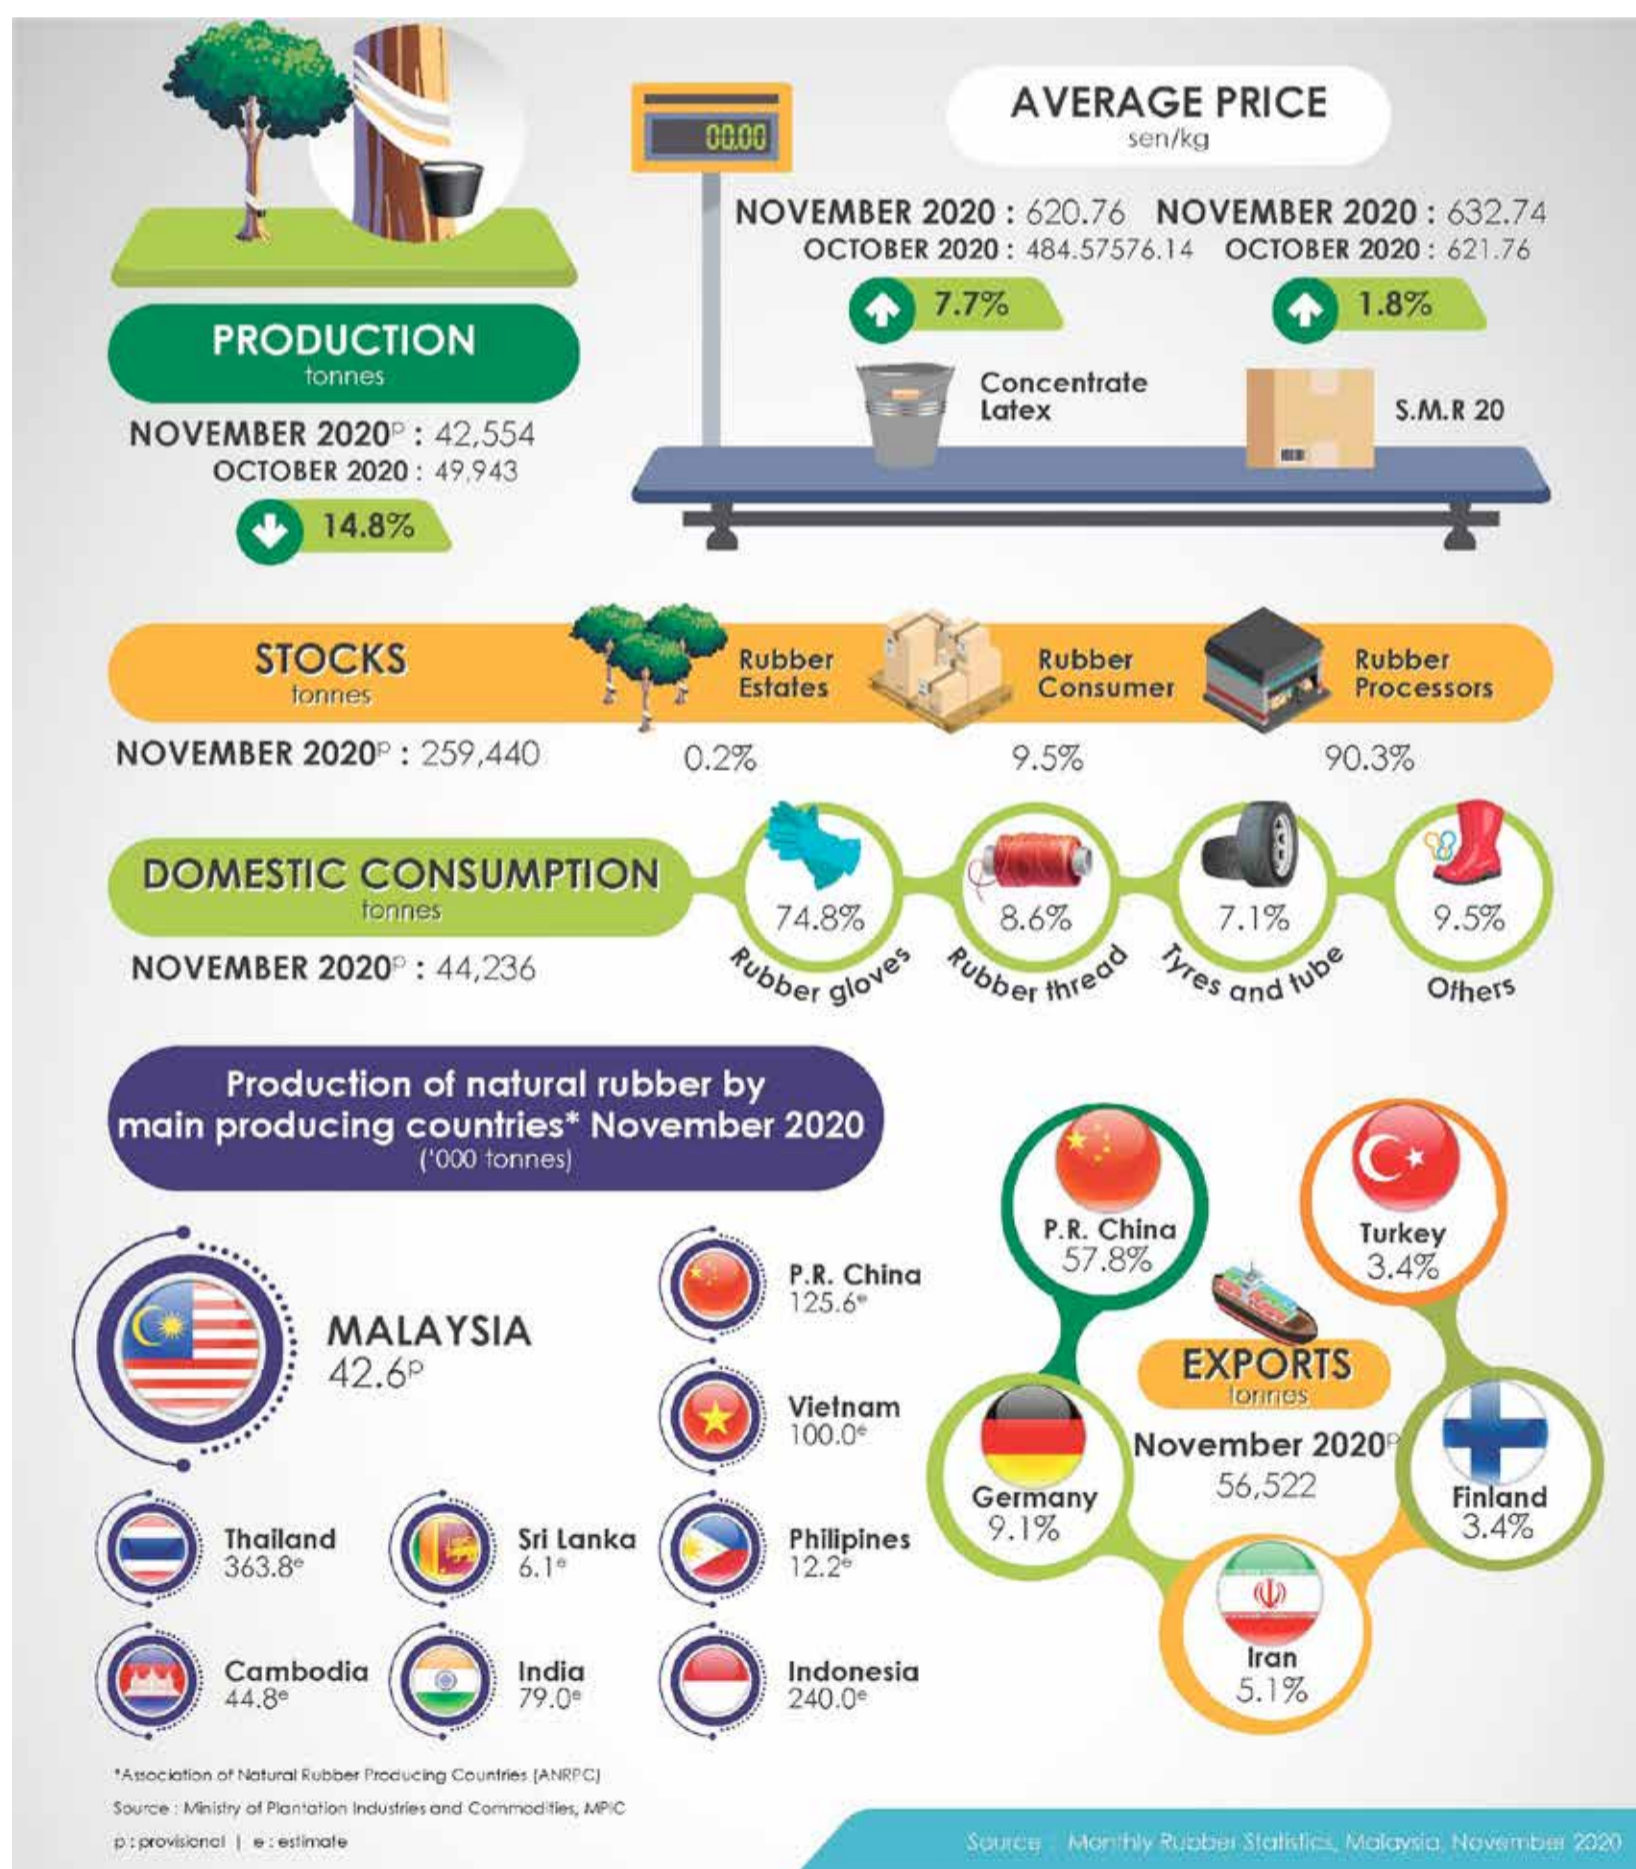 00.00
AVERAGE PRICE
sen/kg
NOVEMBER 2020 : 620.76
OCTOBER 2020 : 484.57576.14
7.7%
Concentrate
Latex
NOVEMBER 2020 : 632.74
OCTOBER 2020 : 621.76
1.8%
S.M.R 20
PRODUCTION
tonnes
NOVEMBER 2020ᵖ : 42,554
OCTOBER 2020 : 49,943
14.8%
STOCKS
tonnes
NOVEMBER 2020ᵖ : 259,440
Rubber
Estates
0.2%
Rubber
Consumer
9.5%
Rubber
Processors
90.3%
DOMESTIC CONSUMPTION
tonnes
NOVEMBER 2020ᵖ : 44,236
74.8%
Rubber gloves
8.6%
Rubber thread
7.1%
Tyres and tube
9.5%
Others
Production of natural rubber by
main producing countries* November 2020
('000 tonnes)
MALAYSIA
42.6ᵖ
P.R. China
125.6ᵉ
Vietnam
100.0ᵉ
Thailand
363.8ᵉ
Sri Lanka
6.1ᵉ
Philipines
12.2ᵉ
Cambodia
44.8ᵉ
India
79.0ᵉ
Indonesia
240.0ᵉ
P.R. China
57.8%
Turkey
3.4%
EXPORTS
tonnes
November 2020ᵖ
56,522
Germany
9.1%
Finland
3.4%
Iran
5.1%
*Association of Natural Rubber Producing Countries (ANRPC)
Source : Ministry of Plantation Industries and Commodities, MPIC
p : provisional | e : estimate
Source : Monthly Rubber Statistics, Malaysia, November 2020